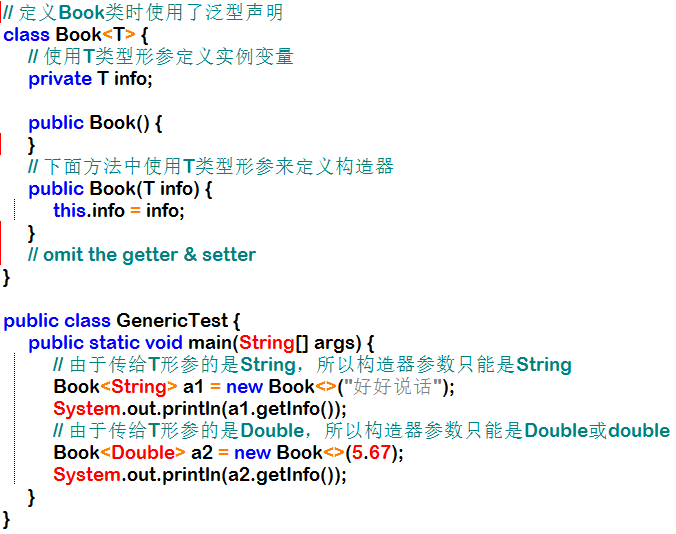 // 定义Book类时使用了泛型声明
class Book<T> {
// 使用T类型形参定义实例变量
private T info;
public Book() {
}
// 下面方法中使用T类型形参来定义构造器
public Book(T info) {
this.info = info;
}
// omit the getter & setter
}
public class GenericTest {
public static void main(String[] args) {
// 由于传给T形参的是String，所以构造器参数只能是String
Book<String> a1 = new Book<>("好好说话");
System.out.println(a1.getInfo());
// 由于传给T形参的是Double，所以构造器参数只能是Double或double
Book<Double> a2 = new Book<>(5.67);
System.out.println(a2.getInfo());
}
}